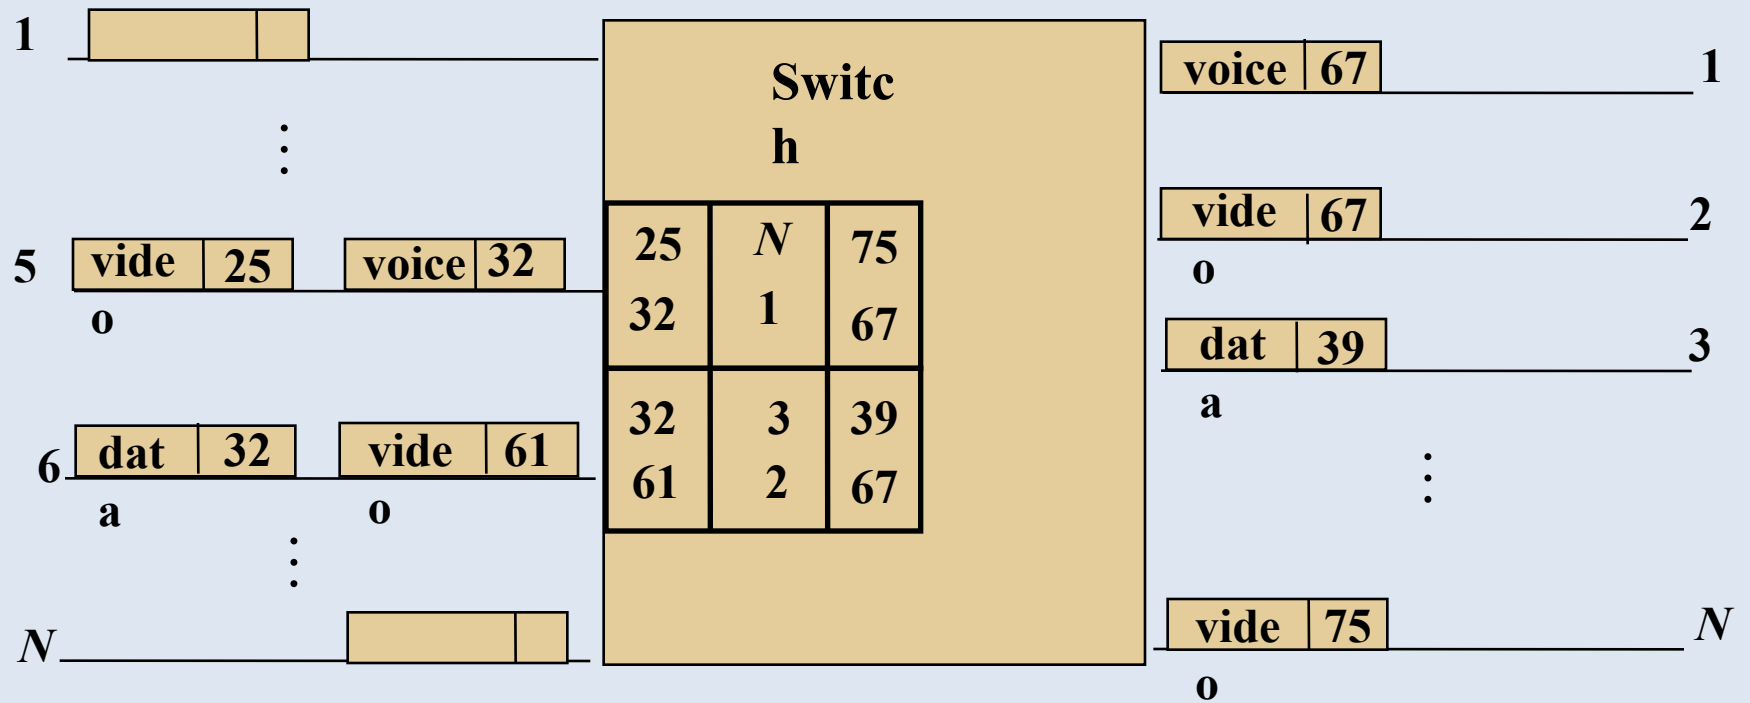 1
⋮
5
vide 25
o
voice 32
6
dat 32
a
vide 61
o
⋮
N
Switc
h
25 N 75
32 1 67
32 3 39
61 2 67
voice 67 1
vide 67 2
o
dat 39 3
a
⋮
vide 75 N
o